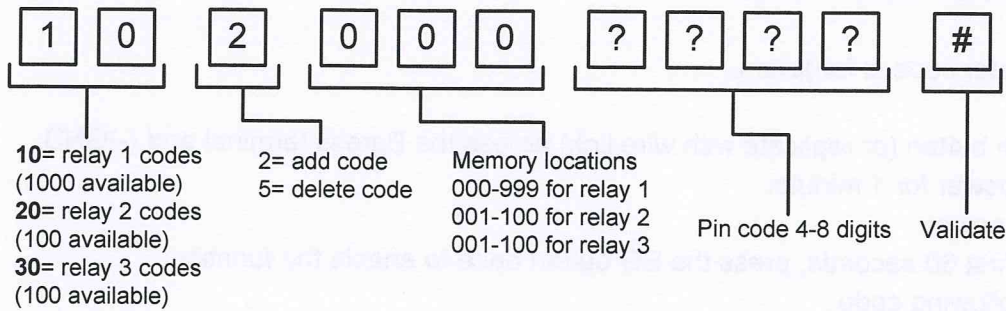 1 0 2 0 0 0 ? ? ? ? #
10= relay 1 codes
(1000 available)
20= relay 2 codes
(100 available)
30= relay 3 codes
(100 available)
2= add code
5= delete code
Memory locations
000-999 for relay 1
001-100 for relay 2
001-100 for relay 3
Pin code 4-8 digits
Validate